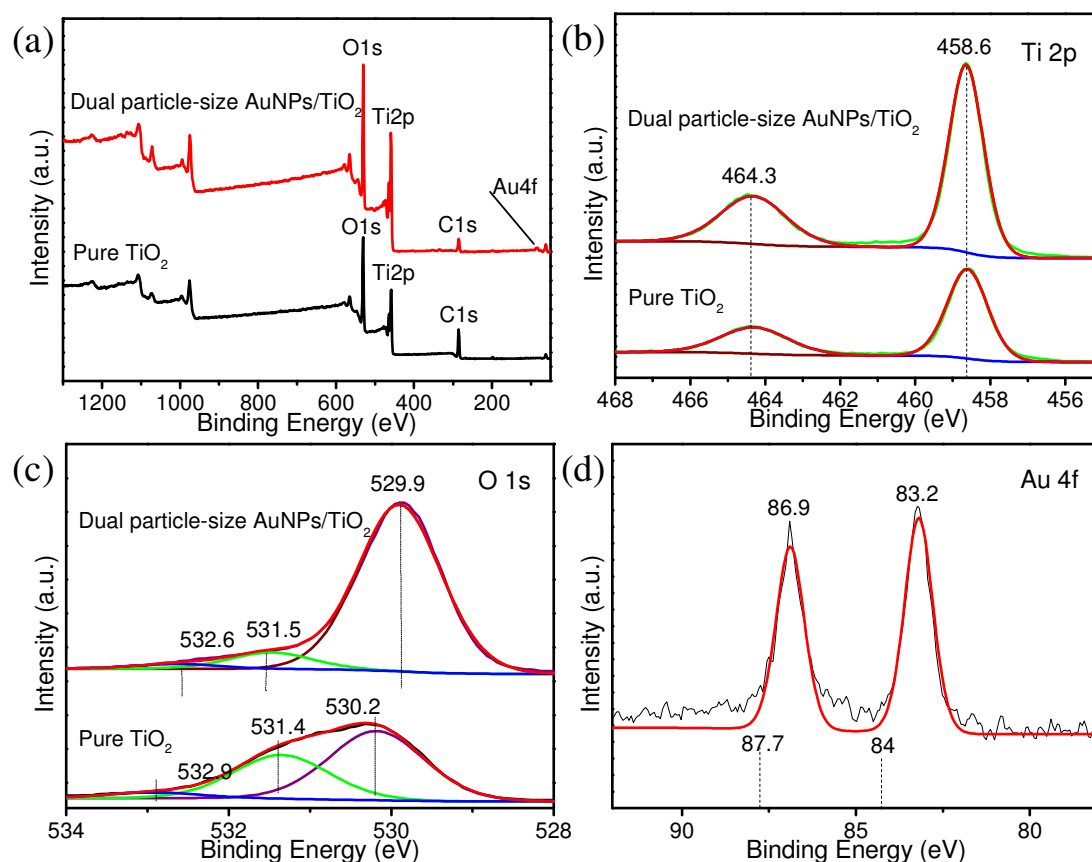 (a)
O1s
Dual particle-size AuNPs/TiO2
Ti2p
Au4f
C1s
O1s
Pure TiO2
Ti2p
C1s
Intensity (a.u.)
1200 1000 800 600 400 200
Binding Energy (eV)
(b)
458.6
Ti 2p
Dual particle-size AuNPs/TiO2
464.3
Pure TiO2
Intensity (a.u.)
468 466 464 462 460 458 456
Binding Energy (eV)
(c)
529.9
O 1s
Dual particle-size AuNPs/TiO2
532.6
531.5
530.2
531.4
Pure TiO2
532.9
Intensity (a.u.)
534 533 532 531 530 529 528
Binding Energy (eV)
(d)
Au 4f
83.2
86.9
87.7
84
Intensity (a.u.)
90 85 80
Binding Energy (eV)